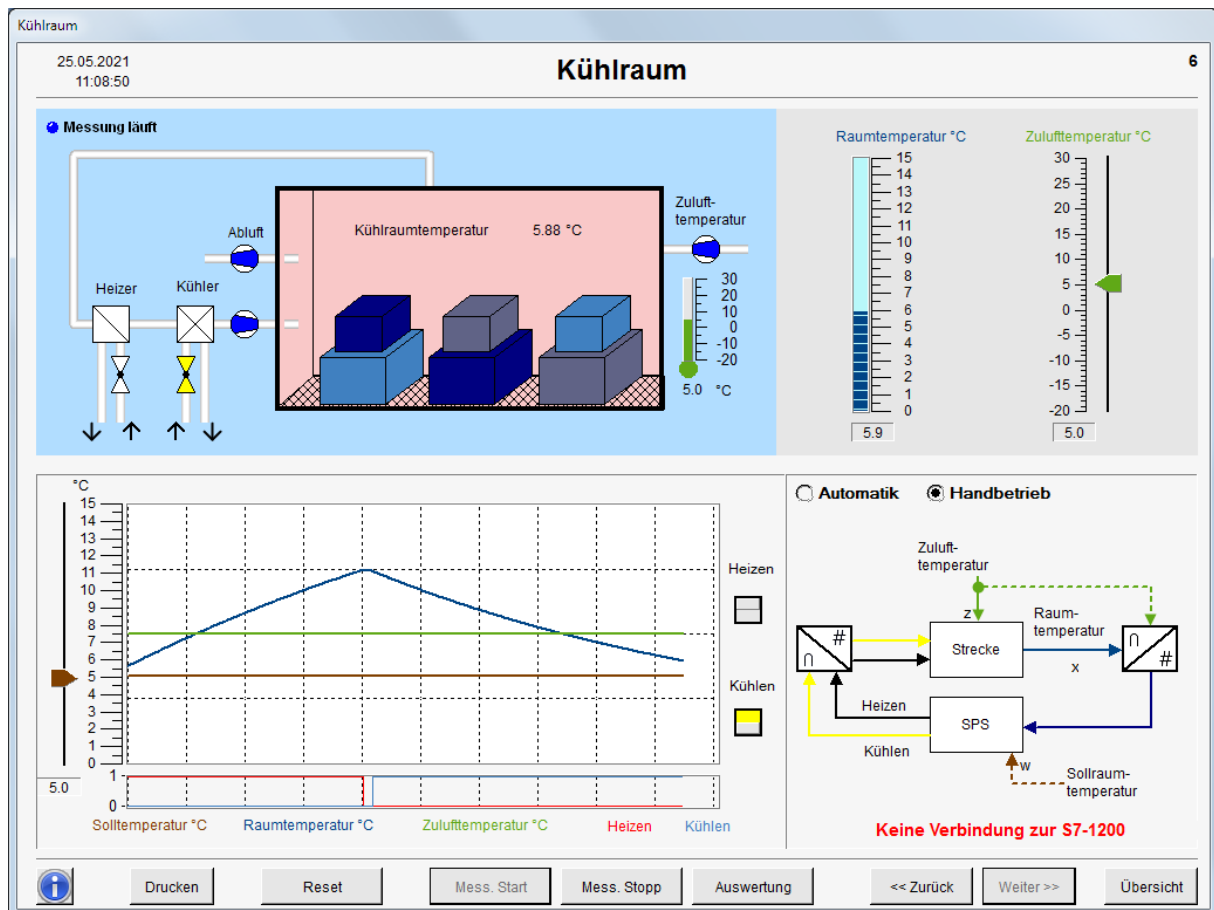 Kühlraum
25.05.2021
11:08:50
Kühlraum
6
Messung läuft
Abluft
Heizer
Kühler
Kühlraumtemperatur 5.88 °C
Zuluft-
temperatur
30
20
10
0
-10
-20
5.0 °C
Raumtemperatur °C
15
14
13
12
11
10
9
8
7
6
5
4
3
2
1
0
5.9
Zulufttemperatur °C
30
25
20
15
10
5
0
-5
-10
-15
-20
5.0
°C
15
14
13
12
11
10
9
8
7
6
5
4
3
2
1
0
5.0
1
0
Heizen
Kühlen
Solltemperatur °C Raumtemperatur °C Zulufttemperatur °C Heizen Kühlen
Automatik Handbetrieb
Zuluft-
temperatur
z
Raum-
temperatur
x
#
∩
Strecke
∩
#
Heizen
Kühlen
SPS
w
Sollraum-
temperatur
Keine Verbindung zur S7-1200
i
Drucken
Reset
Mess. Start
Mess. Stopp
Auswertung
<< Zurück
Weiter >>
Übersicht